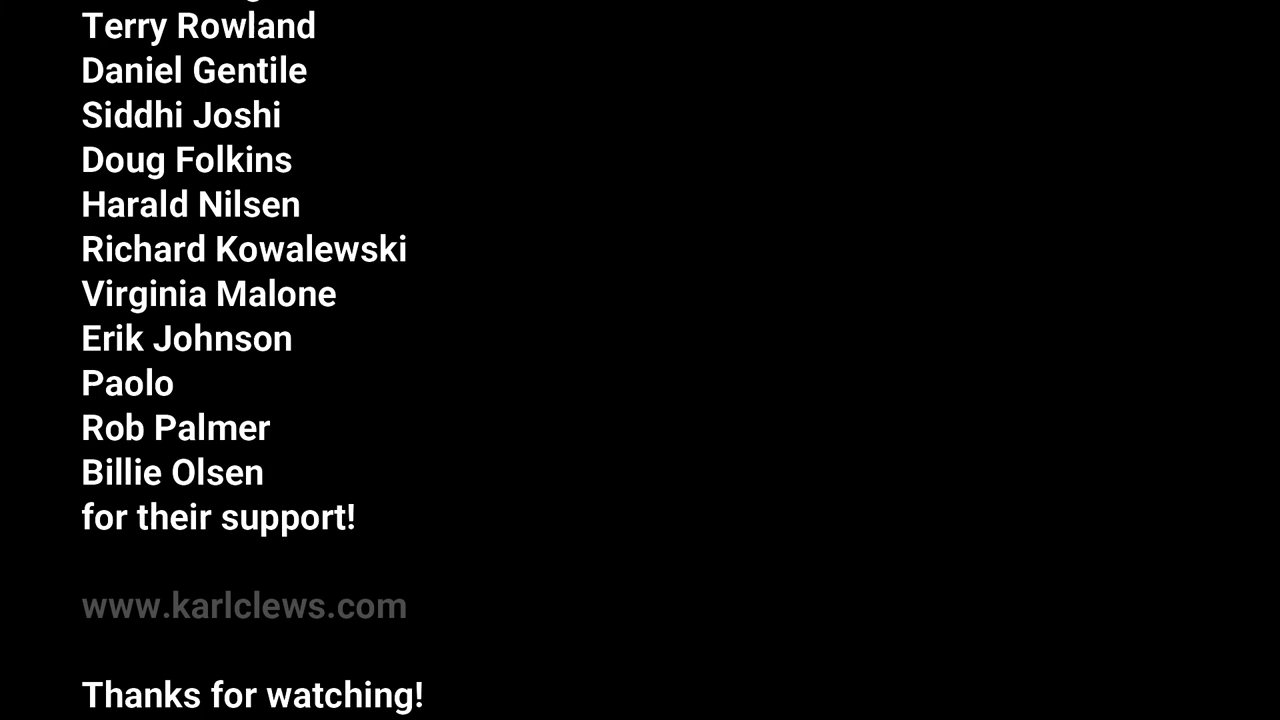 Terry Rowland
Daniel Gentile
Siddhi Joshi
Doug Folkins
Harald Nilsen
Richard Kowalewski
Virginia Malone
Erik Johnson
Paolo
Rob Palmer
Billie Olsen
for their support!
www.karlclews.com
Thanks for watching!